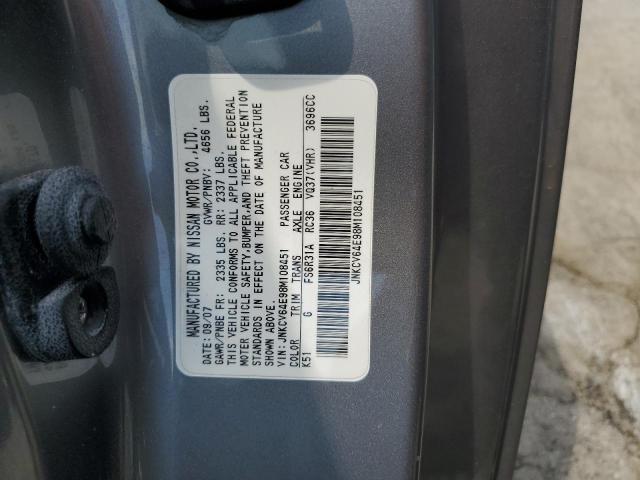 MANUFACTURED BY NISSAN MOTOR CO.,LTD.
DATE: 09/07 GVWR/PNBV: 4656 LBS.
GAWR/PNBE FR: 2335 LBS. RR: 2337 LBS.
THIS VEHICLE CONFORMS TO ALL APPLICABLE FEDERAL
MOTOR VEHICLE SAFETY,BUMPER,AND THEFT PREVENTION
STANDARDS IN EFFECT ON THE DATE OF MANUFACTURE
SHOWN ABOVE.
VIN: JNKCV64E98M108451 PASSENGER CAR
COLOR TRIM TRANS AXLE ENGINE
K51 G FS6R31A RC36 VQ37(VHR) 3696CC
JNKCV64E98M108451